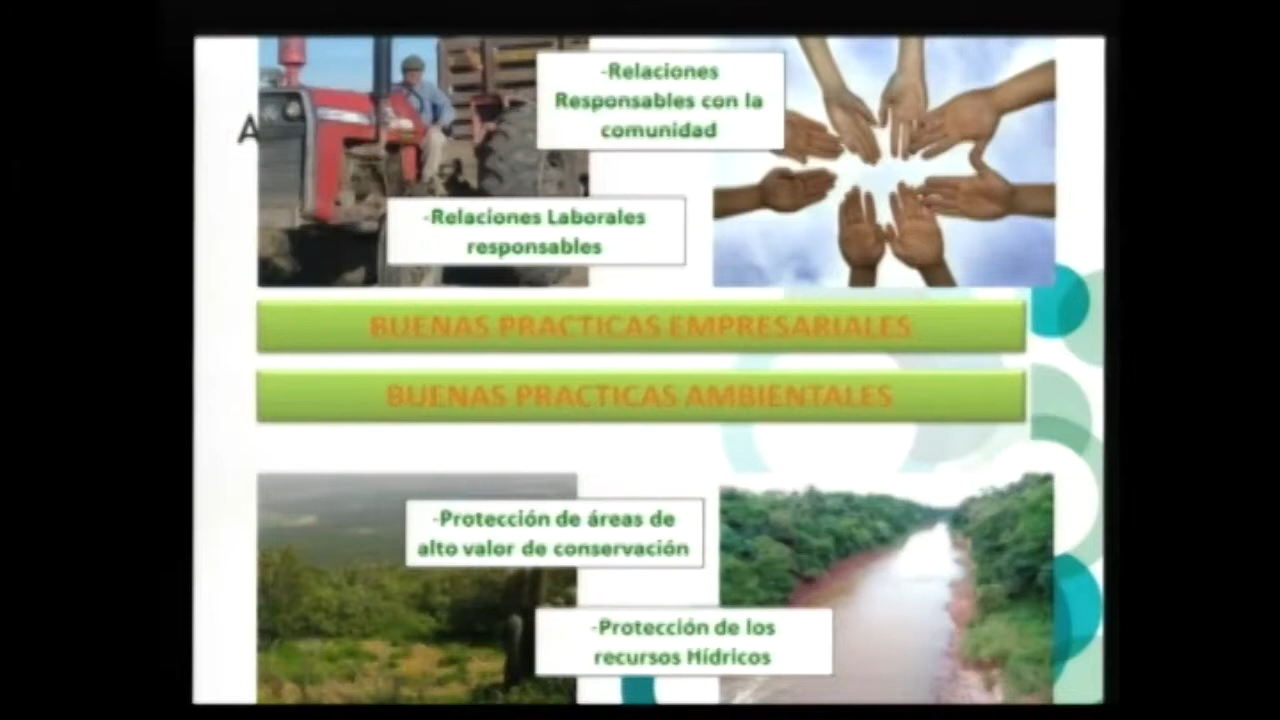 -Relaciones
Responsables con la
comunidad
A
-Relaciones Laborales
responsables
BUENAS PRACTICAS EMPRESARIALES
BUENAS PRACTICAS AMBIENTALES
-Protección de áreas de
alto valor de conservación
-Protección de los
recursos Hídricos